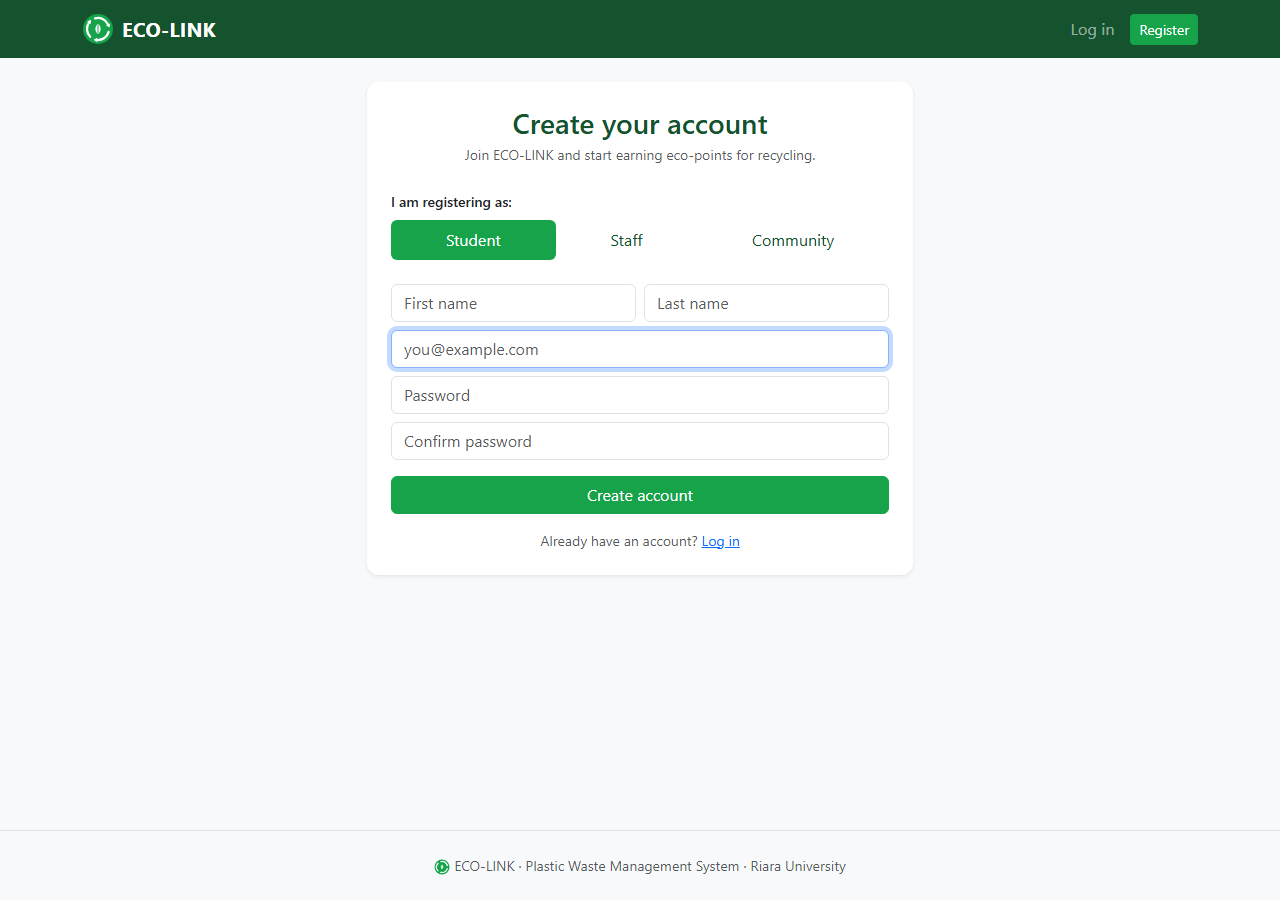 ECO-LINK
Log in
Register
Create your account
Join ECO-LINK and start earning eco-points for recycling.
I am registering as:
Student
Staff
Community
First name
Last name
you@example.com
Password
Confirm password
Create account
Already have an account? Log in
ECO-LINK · Plastic Waste Management System · Riara University